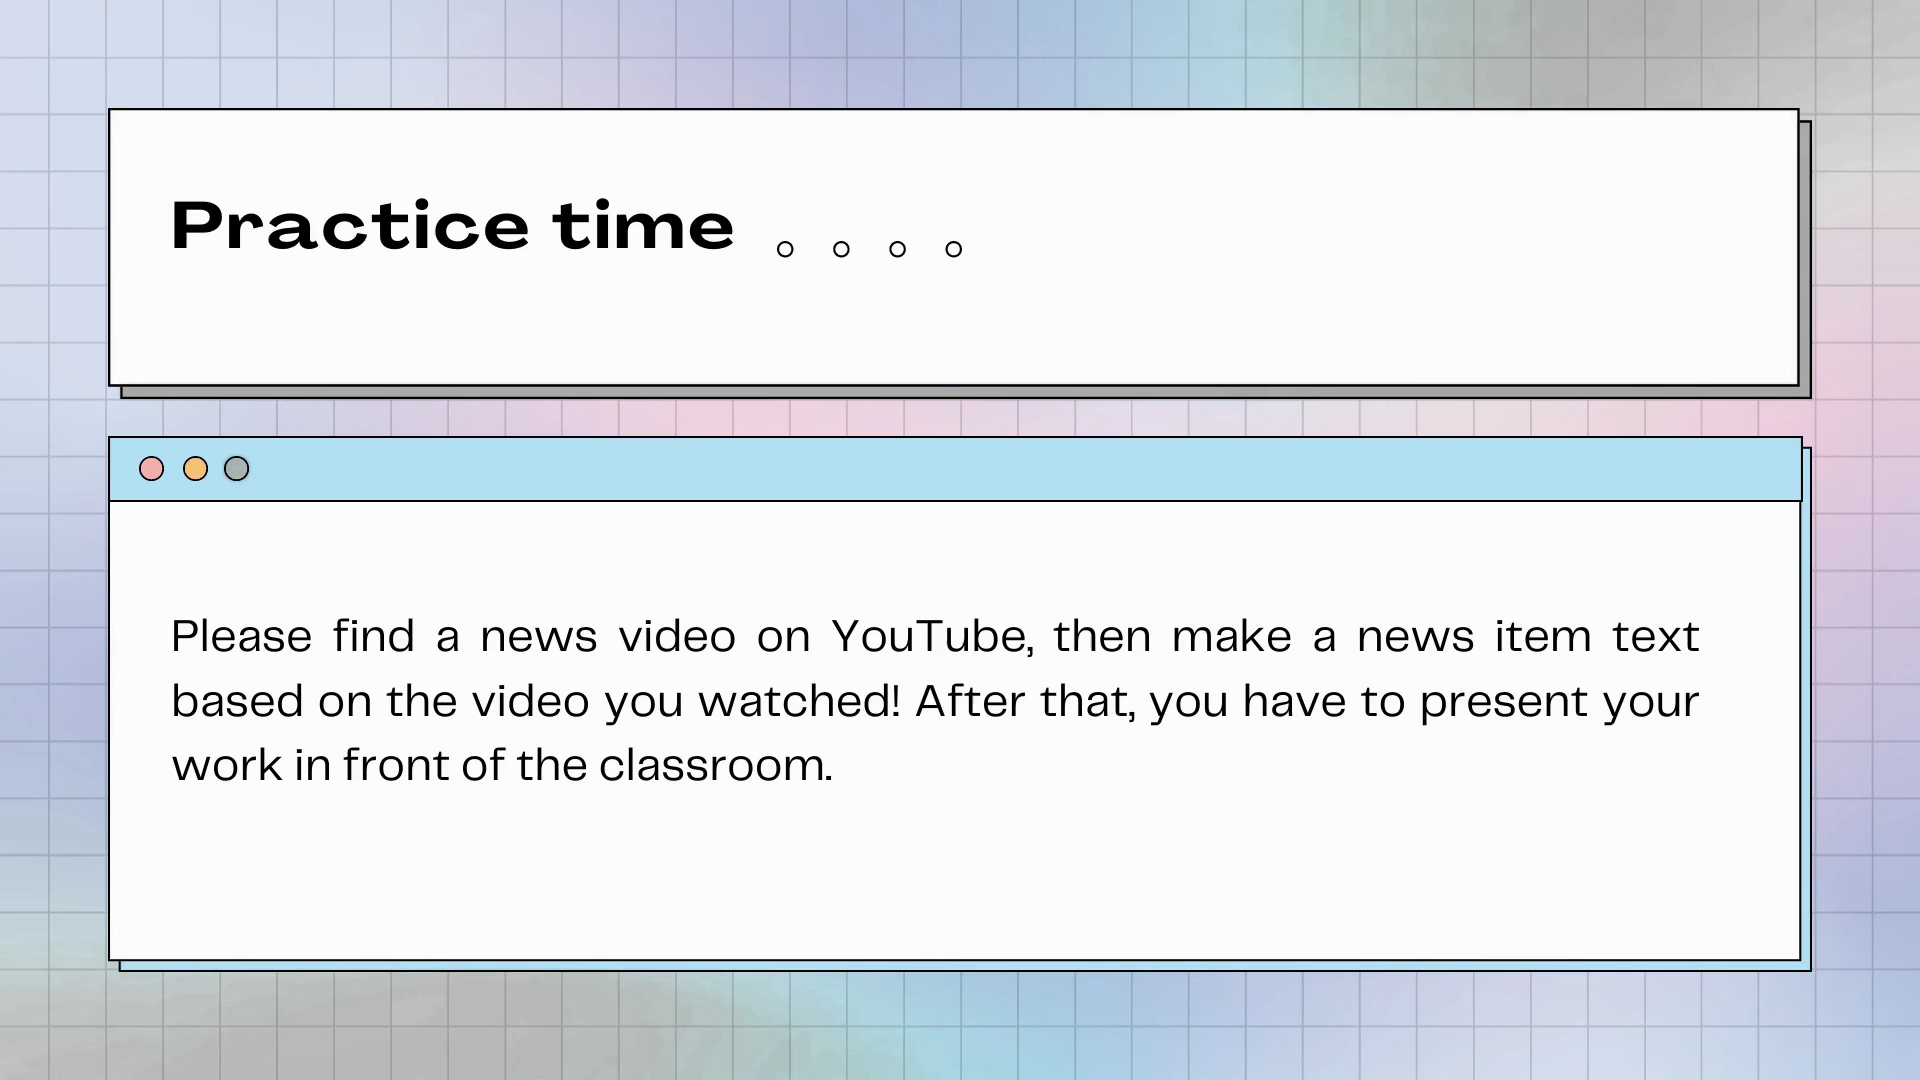 Practice time
Please find a news video on YouTube, then make a news item text
based on the video you watched! After that, you have to present your
work in front of the classroom.